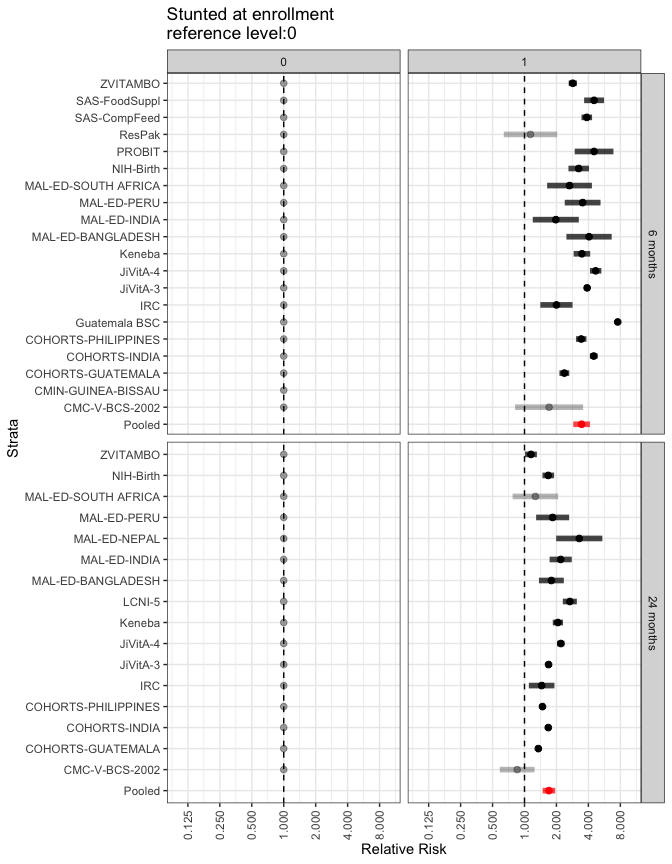 Stunted at enrollment
reference level:0
0
1
ZVITAMBO
SAS-FoodSuppl
SAS-CompFeed
ResPak
PROBIT
NIH-Birth
MAL-ED-SOUTH AFRICA
MAL-ED-PERU
MAL-ED-INDIA
MAL-ED-BANGLADESH
Keneba
JiVitA-4
JiVitA-3
IRC
Guatemala BSC
COHORTS-PHILIPPINES
COHORTS-INDIA
COHORTS-GUATEMALA
CMIN-GUINEA-BISSAU
CMC-V-BCS-2002
Pooled
6 months
Strata
ZVITAMBO
NIH-Birth
MAL-ED-SOUTH AFRICA
MAL-ED-PERU
MAL-ED-NEPAL
MAL-ED-INDIA
MAL-ED-BANGLADESH
LCNI-5
Keneba
JiVitA-4
JiVitA-3
IRC
COHORTS-PHILIPPINES
COHORTS-INDIA
COHORTS-GUATEMALA
CMC-V-BCS-2002
Pooled
24 months
0.125
0.250
0.500
1.000
2.000
4.000
8.000
0.125
0.250
0.500
1.000
2.000
4.000
8.000
Relative Risk